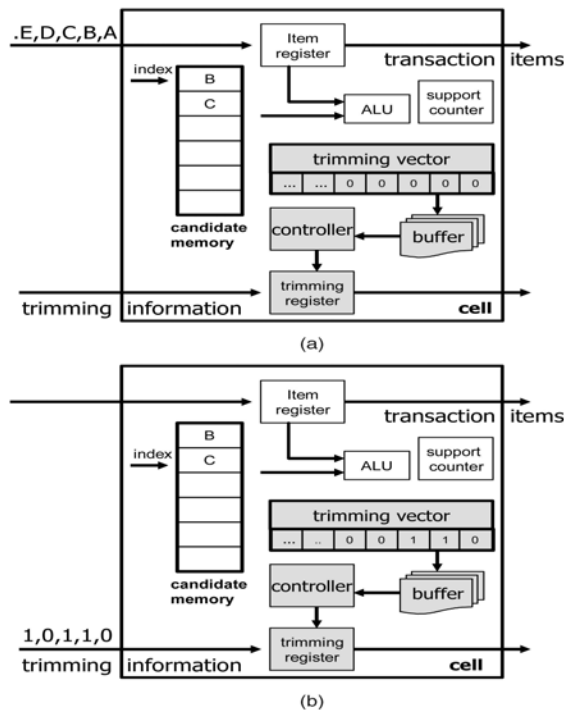 .E,D,C,B,A
Item
register
transaction items
index
B
C
ALU
support
counter
trimming vector
... ... 0 0 0 0 0
candidate
memory
controller
buffer
trimming
register
trimming information
cell
(a)
Item
register
transaction items
index
B
C
ALU
support
counter
trimming vector
... .. 0 0 1 1 0
candidate
memory
controller
buffer
1,0,1,1,0
trimming
register
trimming information
cell
(b)